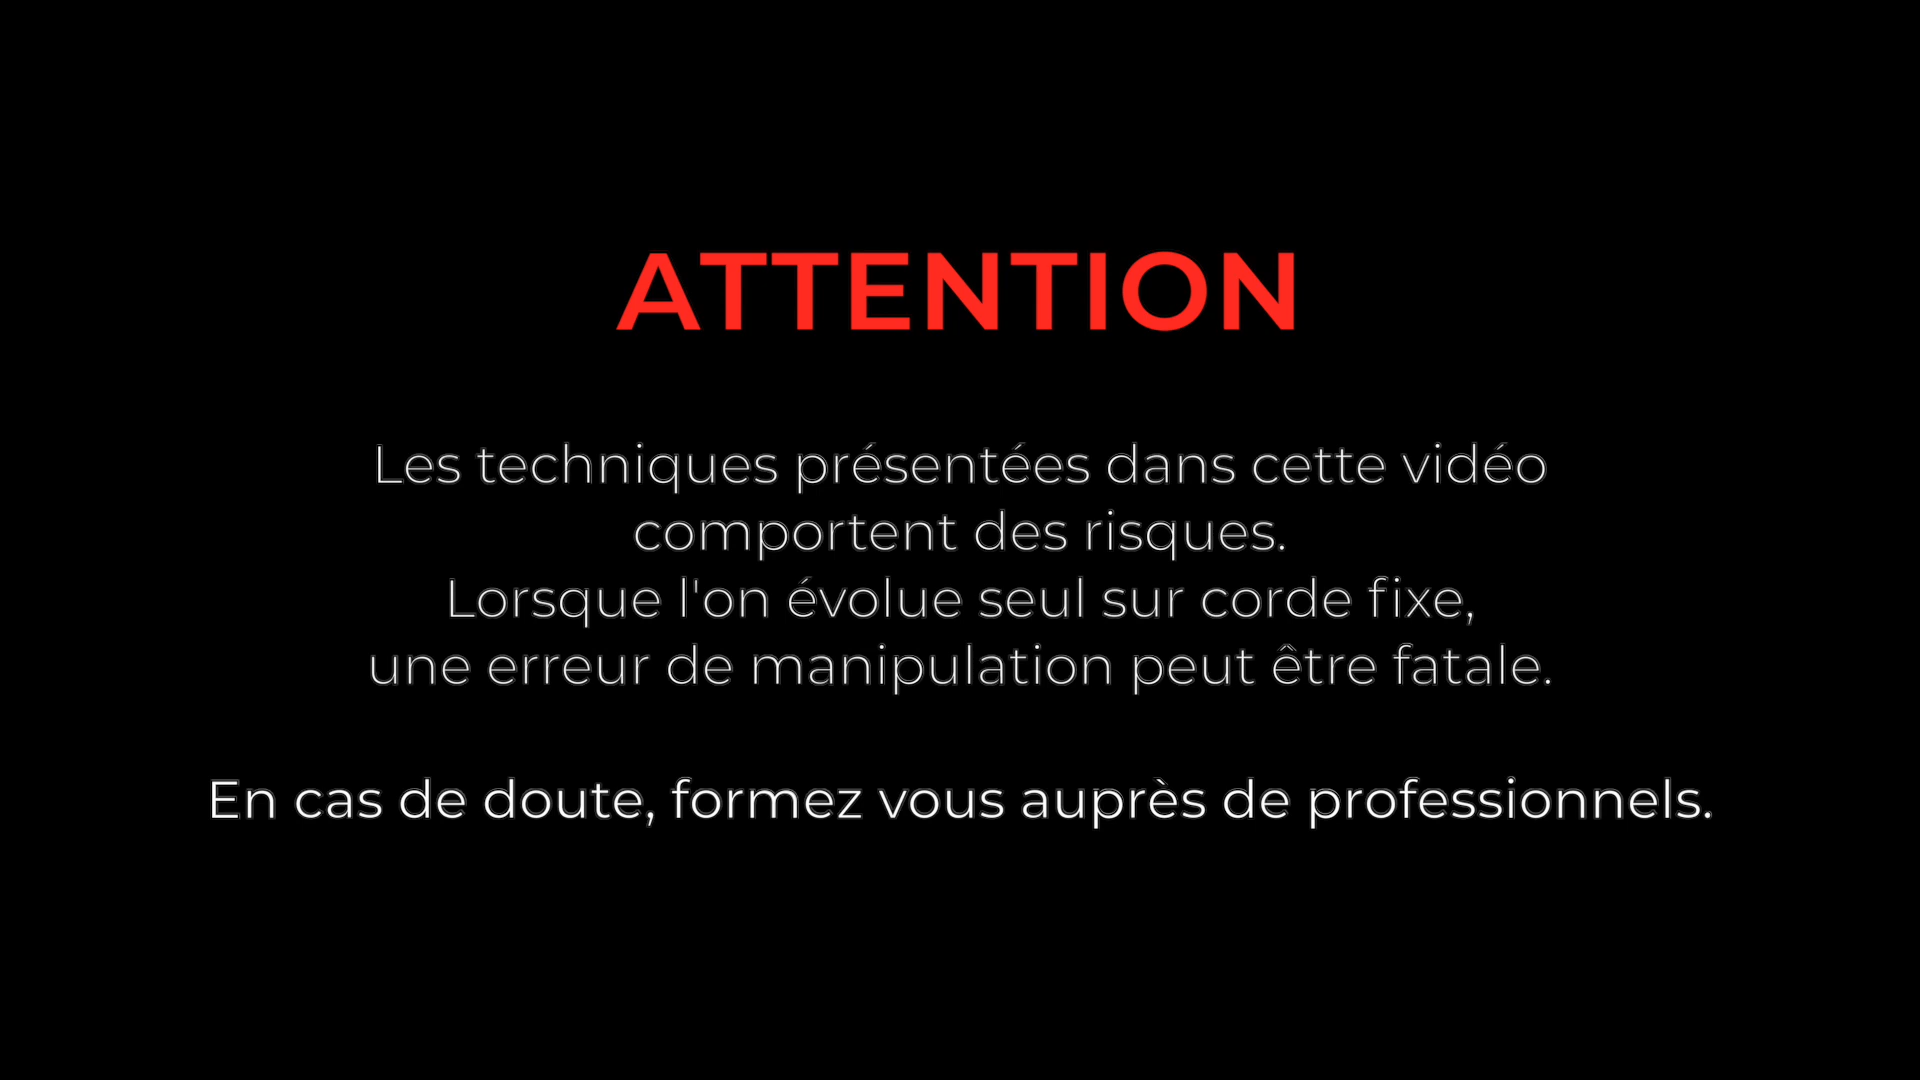 ATTENTION
Les techniques présentées dans cette vidéo
comportent des risques.
Lorsque l'on évolue seul sur corde fixe,
une erreur de manipulation peut être fatale.
En cas de doute, formez vous auprès de professionnels.